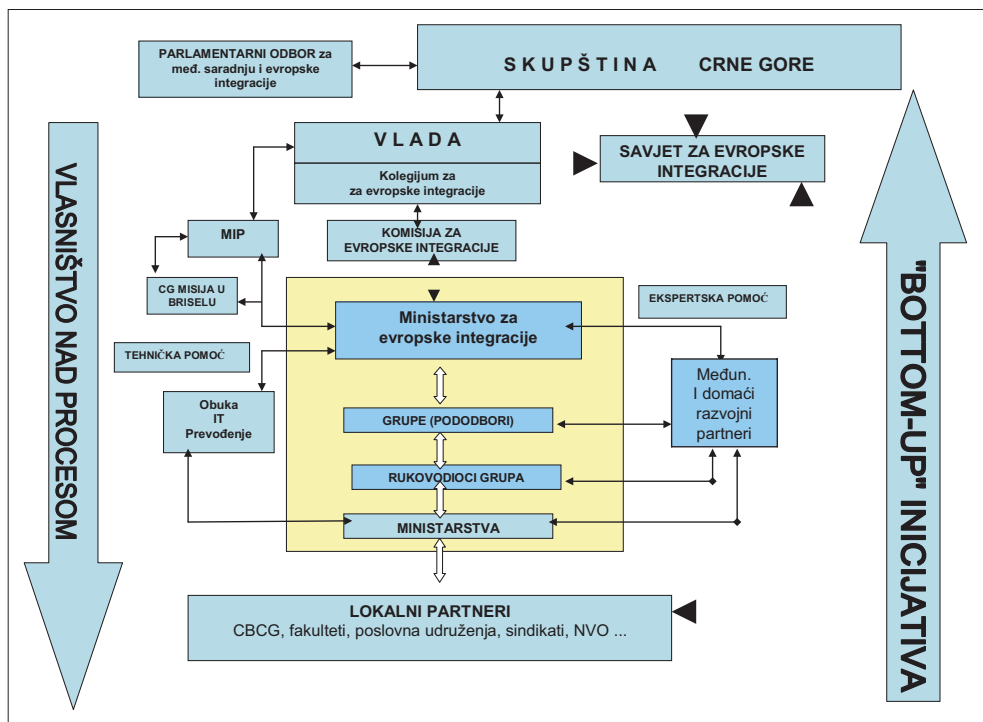 PARLAMENTARNI ODBOR za
međ. saradnju i evropske
integracije
SKUPŠTINA CRNE GORE
VLADA
Kolegijum za
za evropske integracije
SAVJET ZA EVROPSKE
INTEGRACIJE
MIP
KOMISIJA ZA
EVROPSKE INTEGRACIJE
CG MISIJA U
BRISELU
EKSPERTSKA POMOĆ
Ministarstvo za
evropske integracije
TEHNIČKA POMOĆ
Obuka
IT
Prevođenje
Međun.
I domaći
razvojni
partneri
GRUPE (PODODBORI)
RUKOVODIOCI GRUPA
MINISTARSTVA
LOKALNI PARTNERI
CBCG, fakulteti, poslovna udruženja, sindikati, NVO ...
VLASNIŠTVO NAD PROCESOM
"BOTTOM-UP" INICIJATIVA